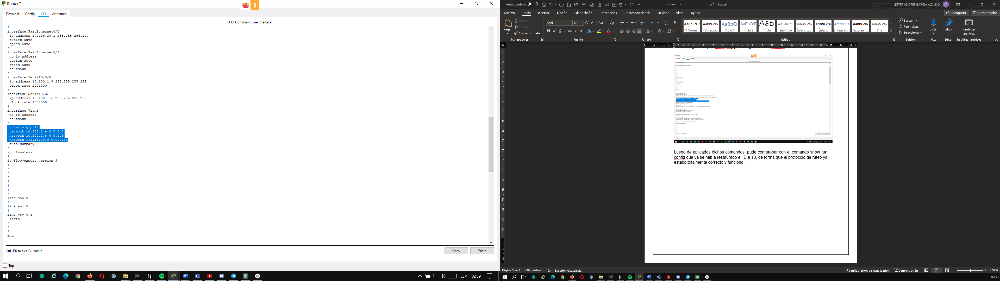 RouterC
Physical Config CLI Attributes
IOS Command Line Interface
!
interface FastEthernet0/0
ip address 172.16.20.1 255.255.255.224
duplex auto
speed auto
!
interface FastEthernet0/1
no ip address
duplex auto
speed auto
shutdown
!
interface Serial0/3/0
ip address 10.100.1.9 255.255.255.252
clock rate 2000000
!
interface Serial0/3/1
ip address 10.100.1.6 255.255.255.252
clock rate 2000000
!
interface Vlan1
no ip address
shutdown
!
router eigrp 13
network 10.100.1.4 0.0.0.3
network 10.100.1.8 0.0.0.3
network 172.16.20.0 0.0.0.31
auto-summary
!
ip classless
!
ip flow-export version 9
!
!
!
!
!
!
!
!
line con 0
!
line aux 0
!
line vty 0 4
login
!
!
!
end
Ctrl+F6 to exit CLI focus
Copy Paste
Top
ESP 02:59
Autoguardado
Laborat...
Buscar
LESTER ANDRES GARCIA AQUINO LA
Archivo Inicio Insertar Diseño Disposición Referencias Correspondencia Revisar Vista Ayuda
Compartir Comentarios
Pegar
Cortar
Copiar
Copiar formato
Portapapeles
Arial 12
N K S
Fuente
Párrafo
AaBbCcDc AaBbCcDc AaBbCc AaBbCcD AaB AaBbCcD AaBbCcDc AaBbCcDc AaBbCcDc AaBbCcDc AaBbCcDc
¶ Normal ¶ Sin espa... Título 1 Título 2 Título Subtítulo Énfasis sutil Énfasis Énfasis int... Texto en n... Cita
Estilos
Buscar
Reemplazar
Seleccionar
Edición
Dictar
Voz
Editor
Editor
Reutilizar archivos
Reutilizar archivos
Luego de aplicados dichos comandos, pude comprobar con el comando show run
config que ya se había restaurado el ID a 13, de forma que el protocolo de ruteo ya
estaba totalmente correcto y funcional.
Página 5 de 5 479 palabras Español (Guatemala)
Configuración de visualización Concentración 100 %
02:59